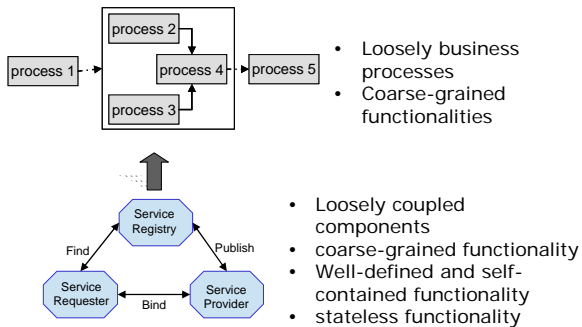 process 2
process 1
process 4
process 5
process 3
• Loosely business
processes
• Coarse-grained
functionalities
Service
Registry
Find
Publish
Service
Requester
Bind
Service
Provider
• Loosely coupled
components
• coarse-grained functionality
• Well-defined and self-
contained functionality
• stateless functionality